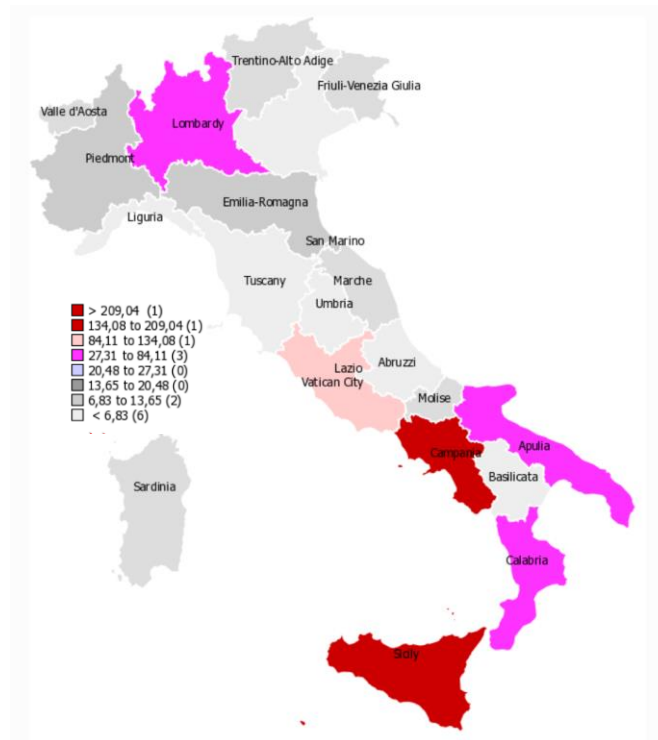 Trentino-Alto Adige
Friuli-Venezia Giulia
Valle d'Aosta
Lombardy
Piedmont
Emilia-Romagna
Liguria
San Marino
Tuscany
Marche
Umbria
> 209,04 (1)
134,08 to 209,04 (1)
84,11 to 134,08 (1)
27,31 to 84,11 (3)
20,48 to 27,31 (0)
13,65 to 20,48 (0)
6,83 to 13,65 (2)
< 6,83 (6)
Abruzzi
Lazio
Vatican City
Molise
Campania
Apulia
Basilicata
Sardinia
Calabria
Sicily